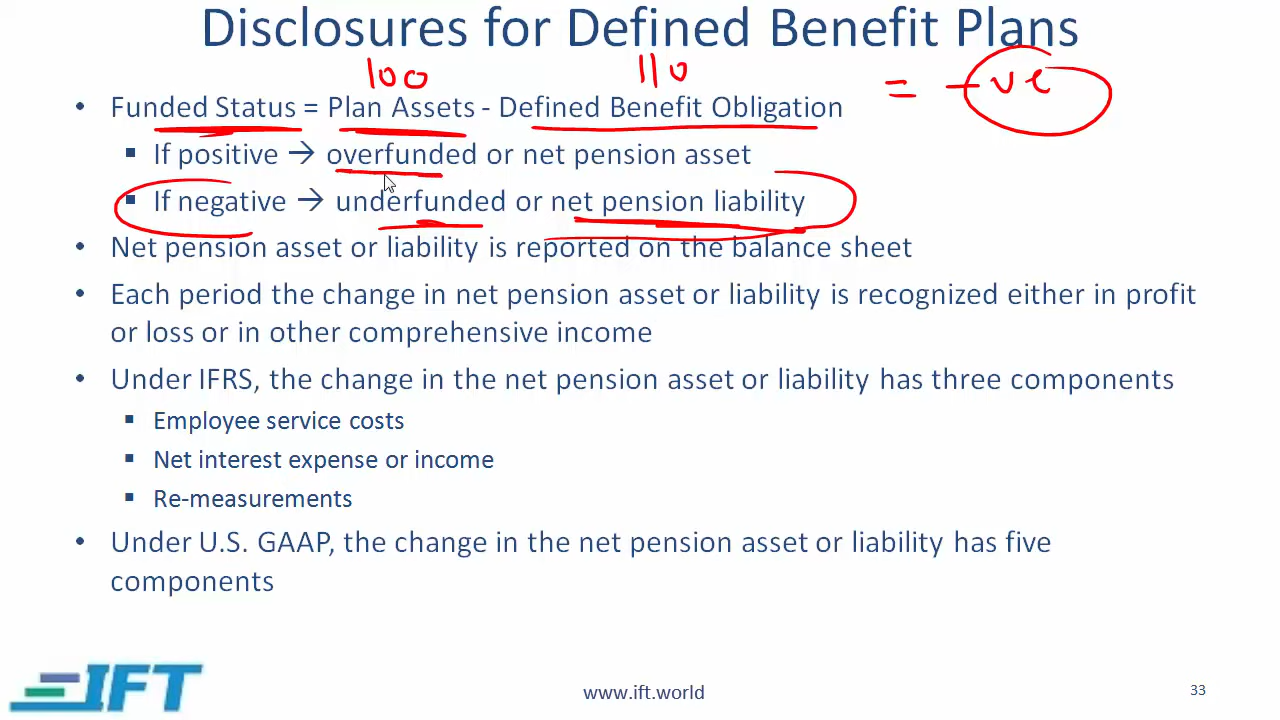 Disclosures for Defined Benefit Plans
100 110
• Funded Status = Plan Assets - Defined Benefit Obligation = -ve
▪ If positive → overfunded or net pension asset
▪ If negative → underfunded or net pension liability
• Net pension asset or liability is reported on the balance sheet
• Each period the change in net pension asset or liability is recognized either in profit
or loss or in other comprehensive income
• Under IFRS, the change in the net pension asset or liability has three components
▪ Employee service costs
▪ Net interest expense or income
▪ Re-measurements
• Under U.S. GAAP, the change in the net pension asset or liability has five
components
IFT
www.ift.world
33